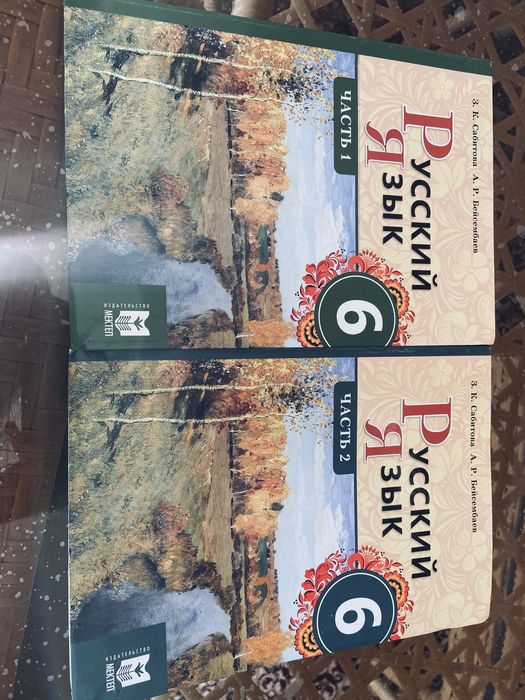 З. К. Сабитова А. Р. Бейсембаев
Русский
Язык
ЧАСТЬ 1
6
ИЗДАТЕЛЬСТВО
МЕКТЕП
З. К. Сабитова А. Р. Бейсембаев
Русский
Язык
ЧАСТЬ 2
6
ИЗДАТЕЛЬСТВО
МЕКТЕП